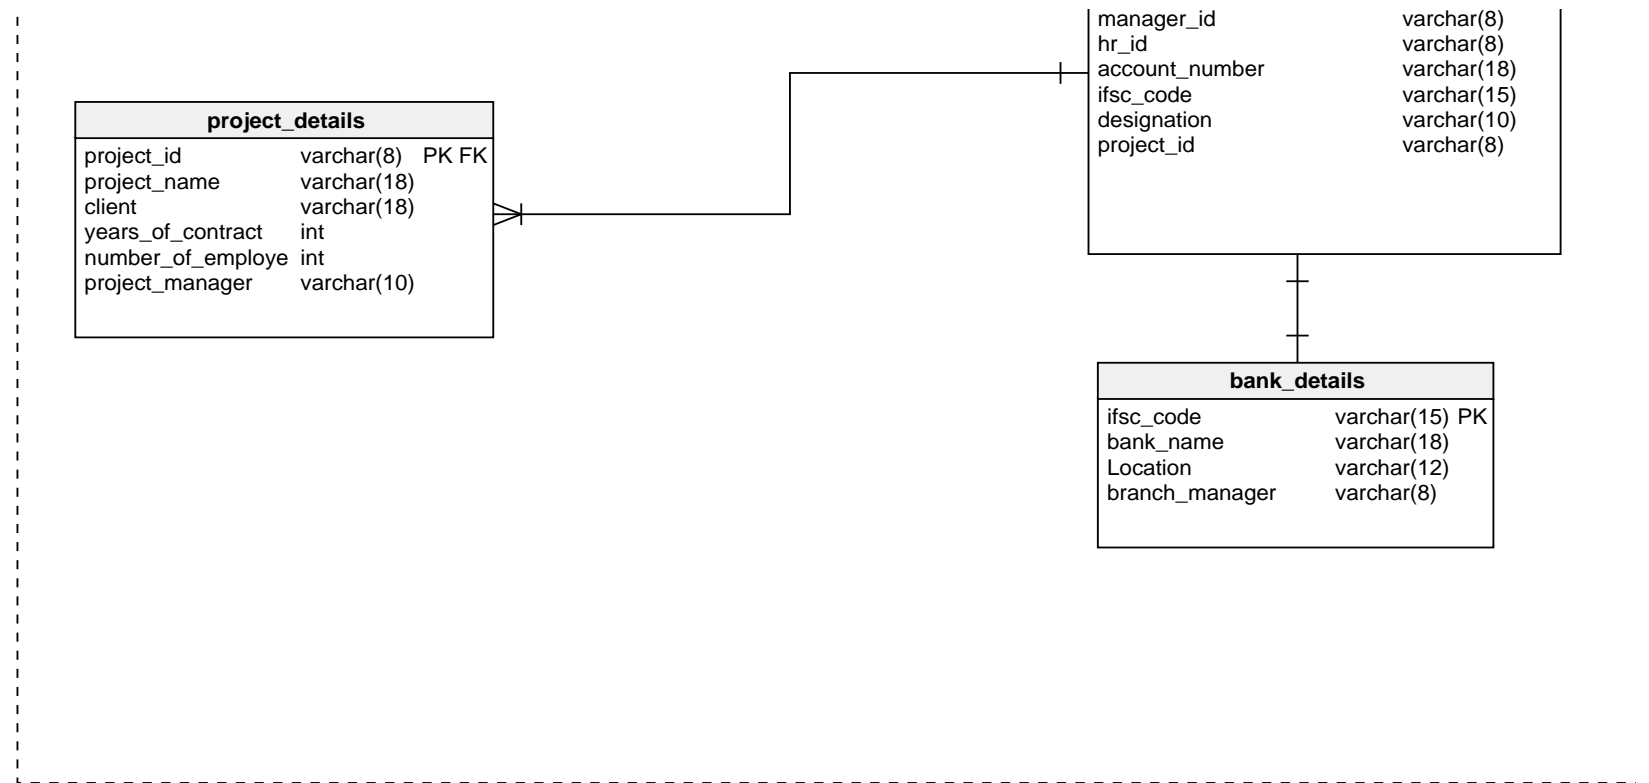 manager_id varchar(8)
hr_id varchar(8)
account_number varchar(18)
ifsc_code varchar(15)
designation varchar(10)
project_id varchar(8)
project_details
project_id varchar(8) PK FK
project_name varchar(18)
client varchar(18)
years_of_contract int
number_of_employe int
project_manager varchar(10)
bank_details
ifsc_code varchar(15) PK
bank_name varchar(18)
Location varchar(12)
branch_manager varchar(8)